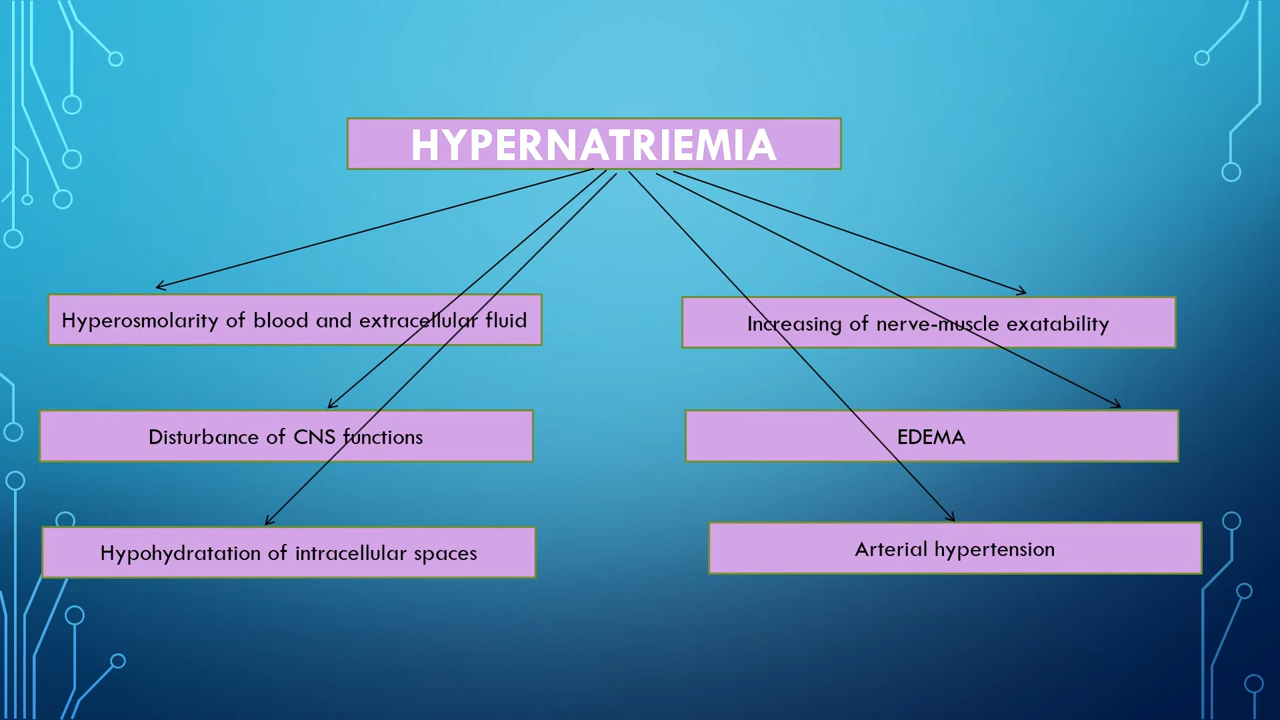 HYPERNATRIEMIA
Hyperosmolarity of blood and extracellular fluid
Increasing of nerve-muscle exatability
Disturbance of CNS functions
EDEMA
Hypohydratation of intracellular spaces
Arterial hypertension